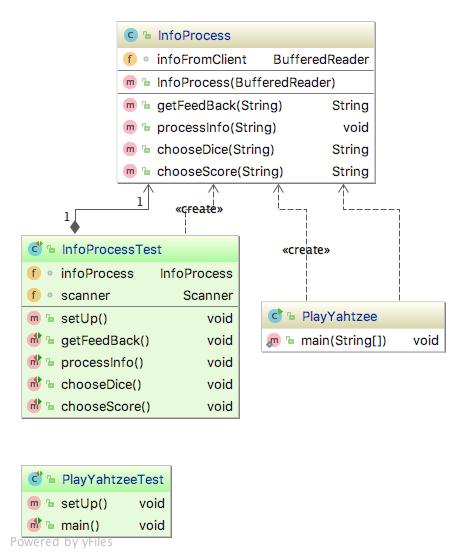 InfoProcess
infoFromClient BufferedReader
InfoProcess(BufferedReader)
getFeedBack(String) String
processInfo(String) void
chooseDice(String) String
chooseScore(String) String
1
1
«create»
«create»
InfoProcessTest
infoProcess InfoProcess
scanner Scanner
setUp() void
getFeedBack() void
processInfo() void
chooseDice() void
chooseScore() void
PlayYahtzee
main(String[]) void
PlayYahtzeeTest
setUp() void
main() void
Powered by yFiles